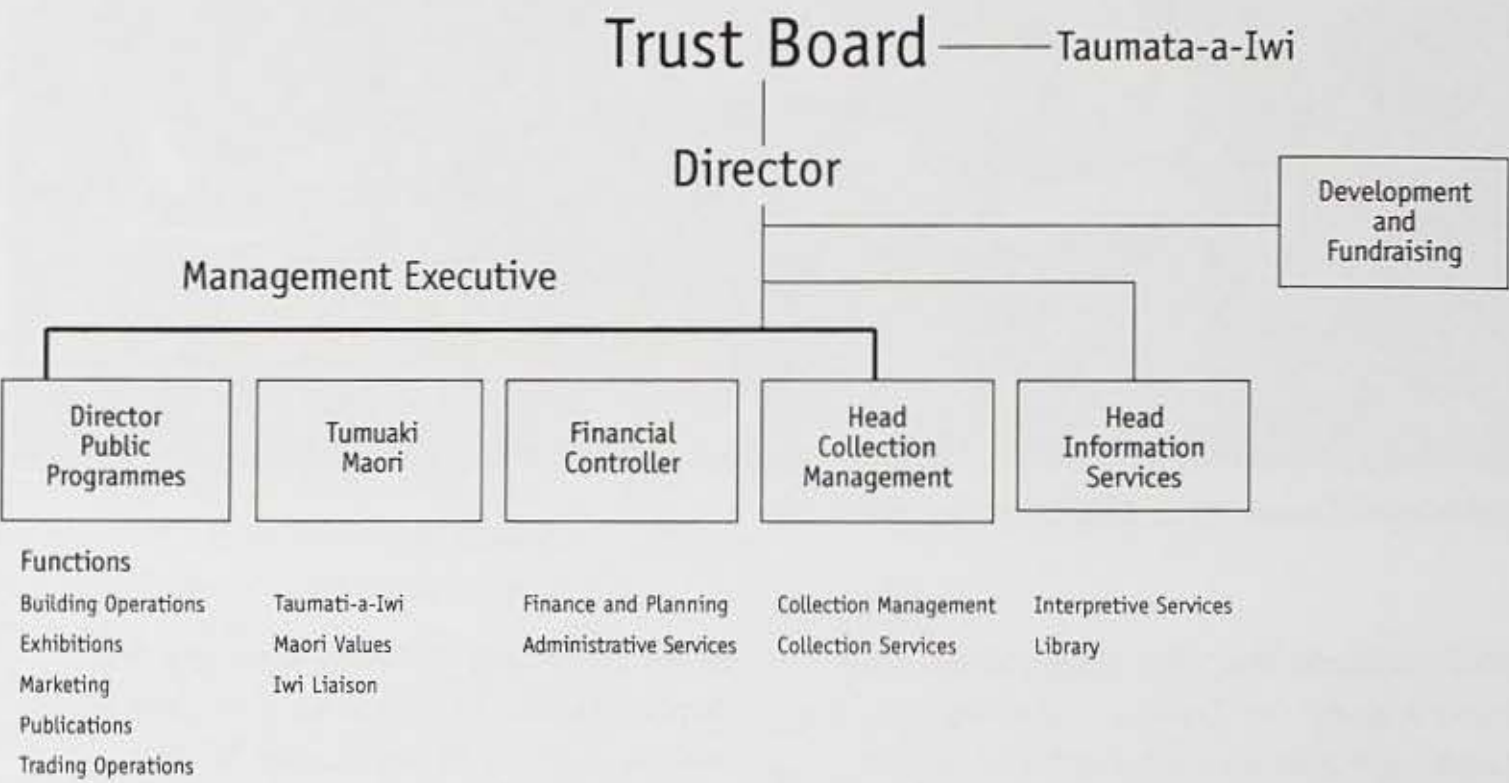 Trust Board
Taumata-a-Iwi
Director
Development
and
Fundraising
Management Executive
Director
Public
Programmes
Tumuaki
Maori
Financial
Controller
Head
Collection
Management
Head
Information
Services
Functions
Building Operations
Exhibitions
Marketing
Publications
Trading Operations
Taumati-a-Iwi
Maori Values
Iwi Liaison
Finance and Planning
Administrative Services
Collection Management
Collection Services
Interpretive Services
Library